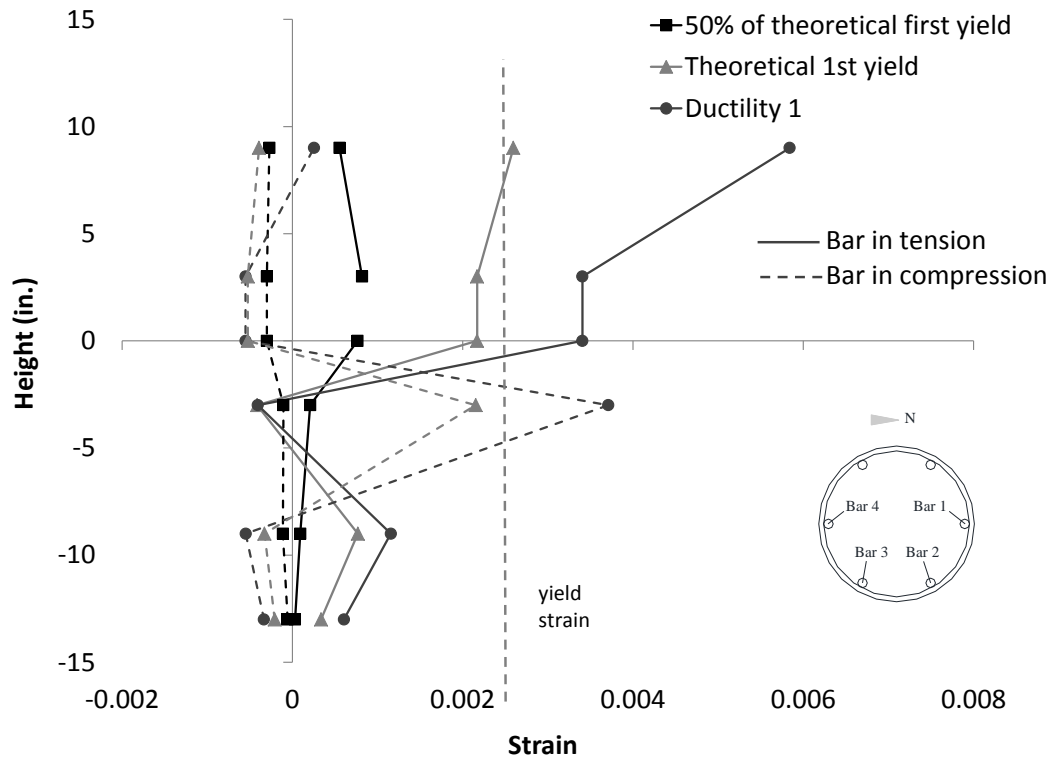 15
10
5
0
-5
-10
-15
Height (in.)
-0.002
0
0.002
0.004
0.006
0.008
Strain
50% of theoretical first yield
Theoretical 1st yield
Ductility 1
Bar in tension
Bar in compression
yield
strain
N
Bar 4
Bar 1
Bar 3
Bar 2